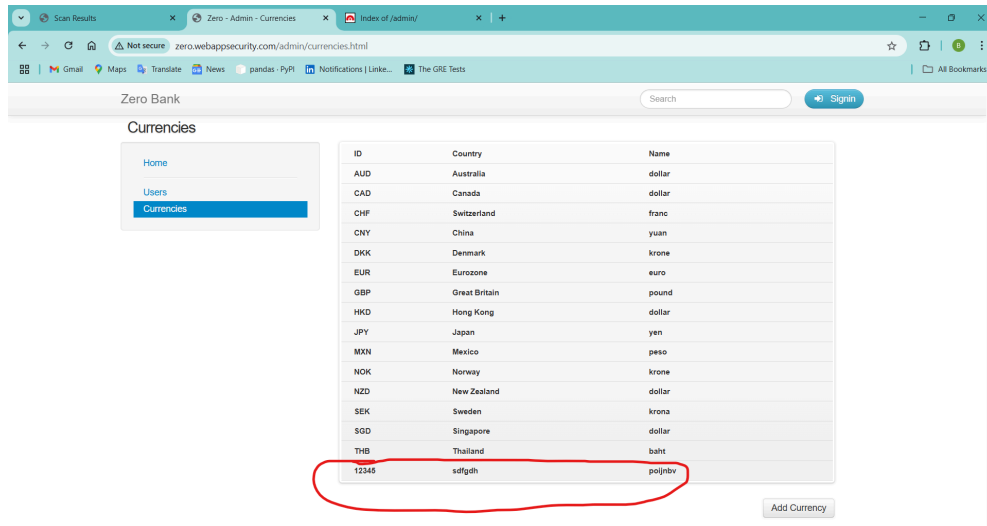 Scan Results
Zero - Admin - Currencies
Index of /admin/
Not secure zero.webappsecurity.com/admin/currencies.html
Gmail Maps Translate News pandas · PyPI Notifications | Linke... The GRE Tests All Bookmarks
Zero Bank Search Signin
Currencies
Home
Users
Currencies
ID Country Name
AUD Australia dollar
CAD Canada dollar
CHF Switzerland franc
CNY China yuan
DKK Denmark krone
EUR Eurozone euro
GBP Great Britain pound
HKD Hong Kong dollar
JPY Japan yen
MXN Mexico peso
NOK Norway krone
NZD New Zealand dollar
SEK Sweden krona
SGD Singapore dollar
THB Thailand baht
12345 sdfgdh poijnbv
Add Currency